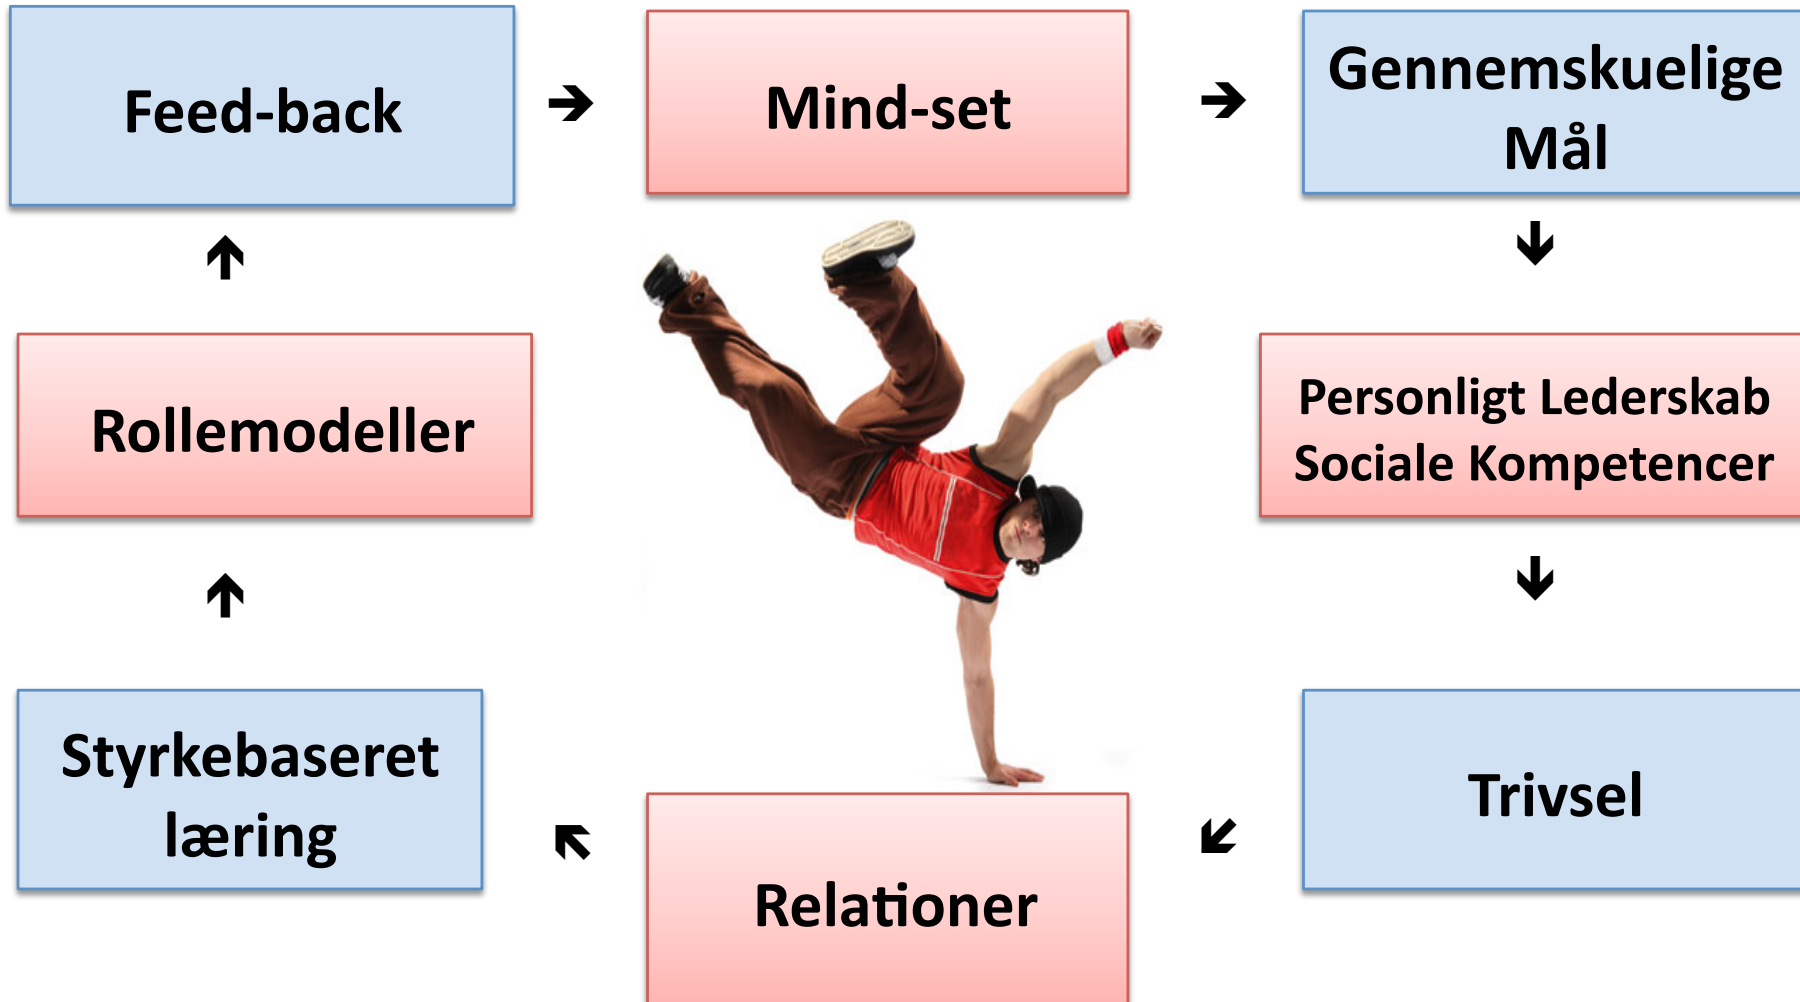 Feed-back
Mind-set
Gennemskuelige
Mål
Rollemodeller
Personligt Lederskab
Sociale Kompetencer
Styrkebaseret
læring
Relationer
Trivsel